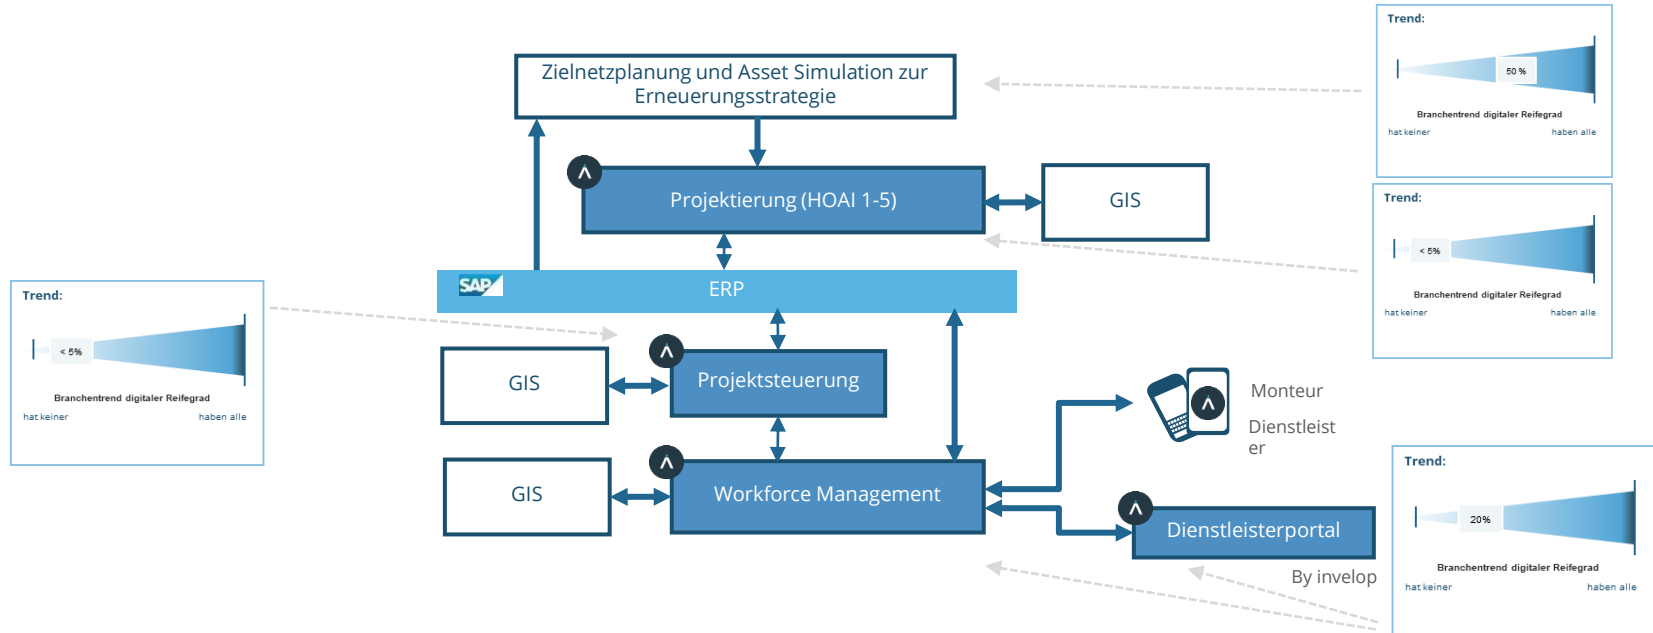 Trend:
50 %
Branchentrend digitaler Reifegrad
hat keiner
haben alle
Zielnetzplanung und Asset Simulation zur
Erneuerungsstrategie
Projektierung (HOAI 1-5)
GIS
Trend:
< 5%
Branchentrend digitaler Reifegrad
hat keiner
haben alle
SAP
ERP
Trend:
< 5%
Branchentrend digitaler Reifegrad
hat keiner
haben alle
GIS
Projektsteuerung
Monteur
Dienstleist
er
GIS
Workforce Management
Dienstleisterportal
By invelop
Trend:
20%
Branchentrend digitaler Reifegrad
hat keiner
haben alle